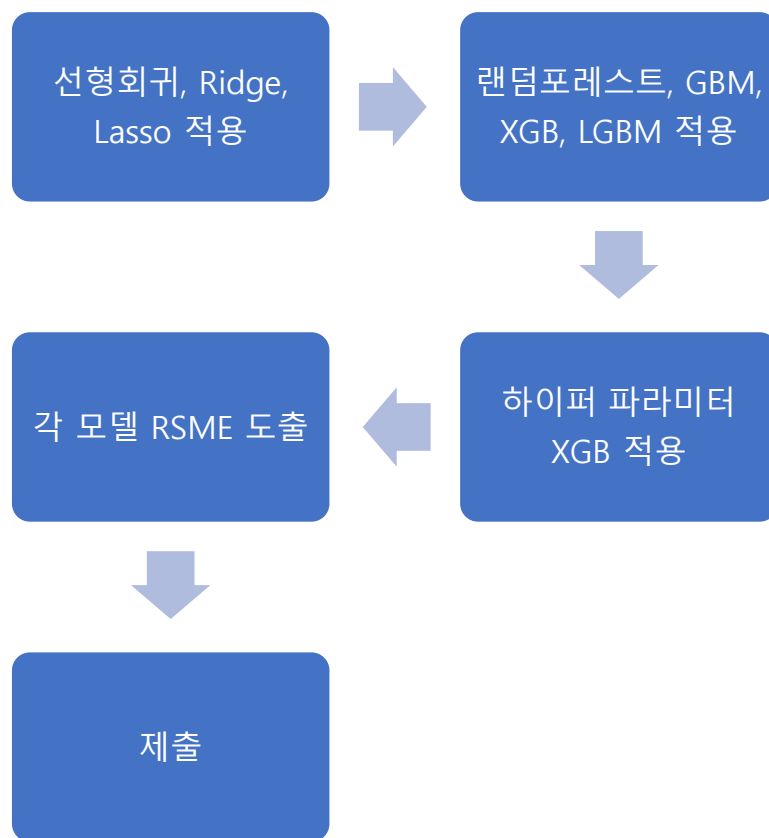 선형회귀, Ridge,
Lasso 적용
랜덤포레스트, GBM,
XGB, LGBM 적용
하이퍼 파라미터
XGB 적용
각 모델 RSME 도출
제출